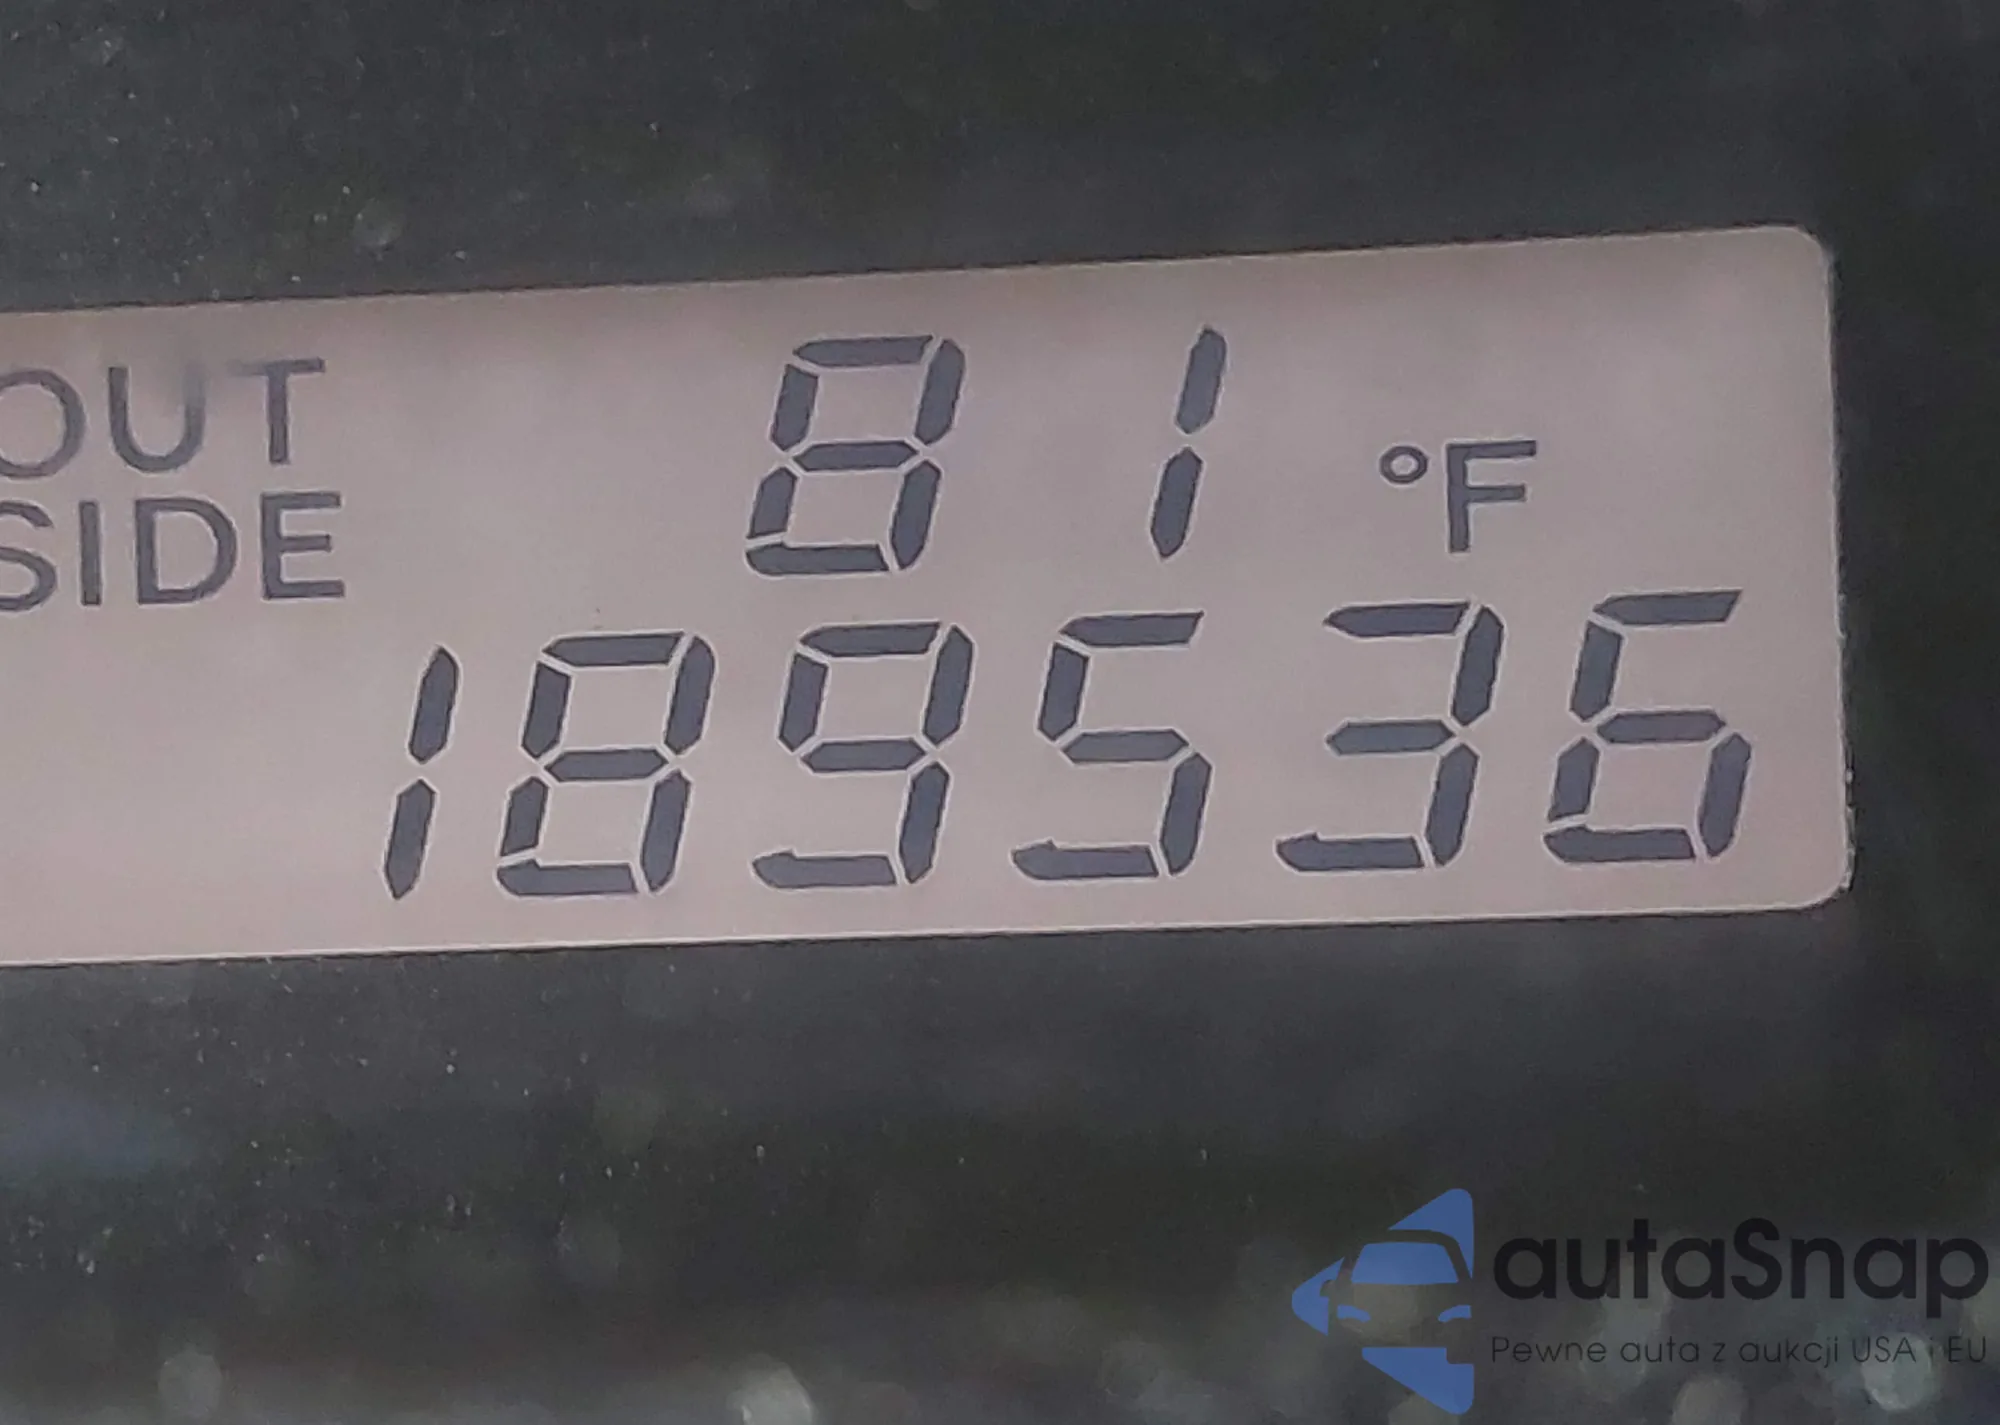 OUT
SIDE
81 °F
189536
autaSnap
Pewne auta z aukcji USA i EU